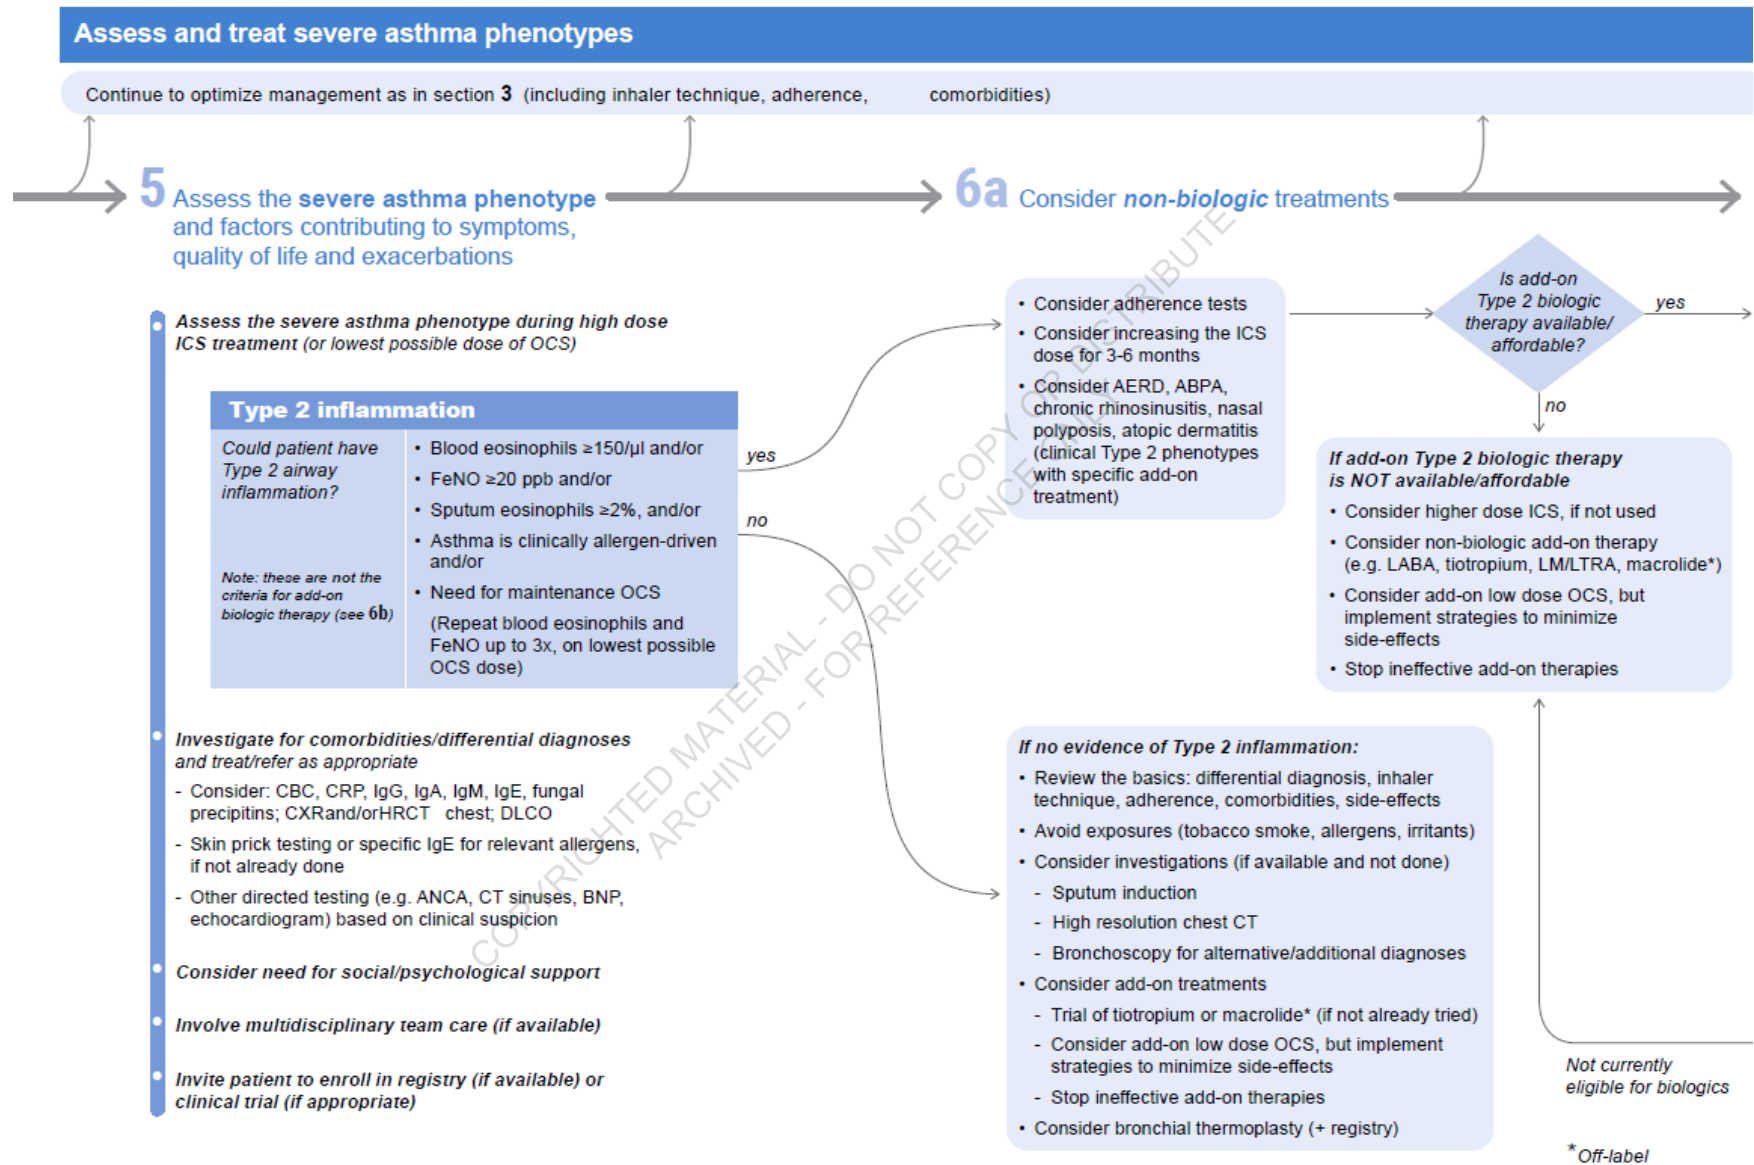 Assess and treat severe asthma phenotypes
Continue to optimize management as in section 3 (including inhaler technique, adherence, comorbidities)
5 Assess the severe asthma phenotype
and factors contributing to symptoms,
quality of life and exacerbations
• Assess the severe asthma phenotype during high dose
ICS treatment (or lowest possible dose of OCS)
Type 2 inflammation
Could patient have
Type 2 airway
inflammation?
Note: these are not the
criteria for add-on
biologic therapy (see 6b)
• Blood eosinophils ≥150/μl and/or
• FeNO ≥20 ppb and/or
• Sputum eosinophils ≥2%, and/or
• Asthma is clinically allergen-driven
and/or
• Need for maintenance OCS
(Repeat blood eosinophils and
FeNO up to 3x, on lowest possible
OCS dose)
yes
no
• Investigate for comorbidities/differential diagnoses
and treat/refer as appropriate
- Consider: CBC, CRP, IgG, IgA, IgM, IgE, fungal
precipitins; CXRand/orHRCT chest; DLCO
- Skin prick testing or specific IgE for relevant allergens,
if not already done
- Other directed testing (e.g. ANCA, CT sinuses, BNP,
echocardiogram) based on clinical suspicion
• Consider need for social/psychological support
• Involve multidisciplinary team care (if available)
• Invite patient to enroll in registry (if available) or
clinical trial (if appropriate)
6a Consider non-biologic treatments
• Consider adherence tests
• Consider increasing the ICS
dose for 3-6 months
• Consider AERD, ABPA,
chronic rhinosinusitis, nasal
polyposis, atopic dermatitis
(clinical Type 2 phenotypes
with specific add-on
treatment)
Is add-on
Type 2 biologic
therapy available/
affordable?
yes
no
If add-on Type 2 biologic therapy
is NOT available/affordable
• Consider higher dose ICS, if not used
• Consider non-biologic add-on therapy
(e.g. LABA, tiotropium, LM/LTRA, macrolide*)
• Consider add-on low dose OCS, but
implement strategies to minimize
side-effects
• Stop ineffective add-on therapies
If no evidence of Type 2 inflammation:
• Review the basics: differential diagnosis, inhaler
technique, adherence, comorbidities, side-effects
• Avoid exposures (tobacco smoke, allergens, irritants)
• Consider investigations (if available and not done)
- Sputum induction
- High resolution chest CT
- Bronchoscopy for alternative/additional diagnoses
• Consider add-on treatments
- Trial of tiotropium or macrolide* (if not already tried)
- Consider add-on low dose OCS, but implement
strategies to minimize side-effects
- Stop ineffective add-on therapies
• Consider bronchial thermoplasty (+ registry)
Not currently
eligible for biologics
*Off-label
COPYRIGHTED MATERIAL - DO NOT COPY OR DISTRIBUTE
ARCHIVED - FOR REFERENCE ONLY